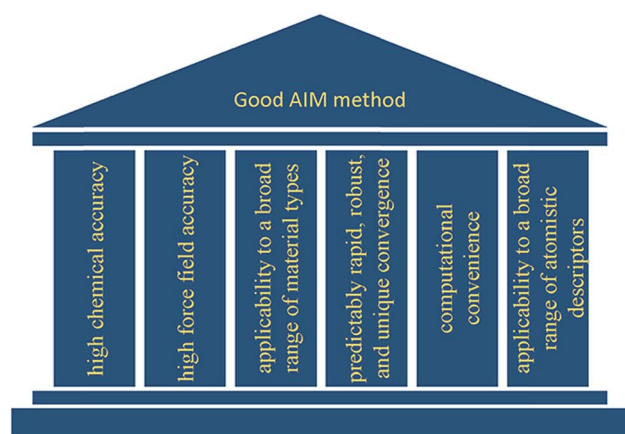 Good AIM method
high chemical accuracy
high force field accuracy
applicability to a broad
range of material types
predictably rapid, robust,
and unique convergence
computational
convenience
applicability to a broad
range of atomistic
descriptors